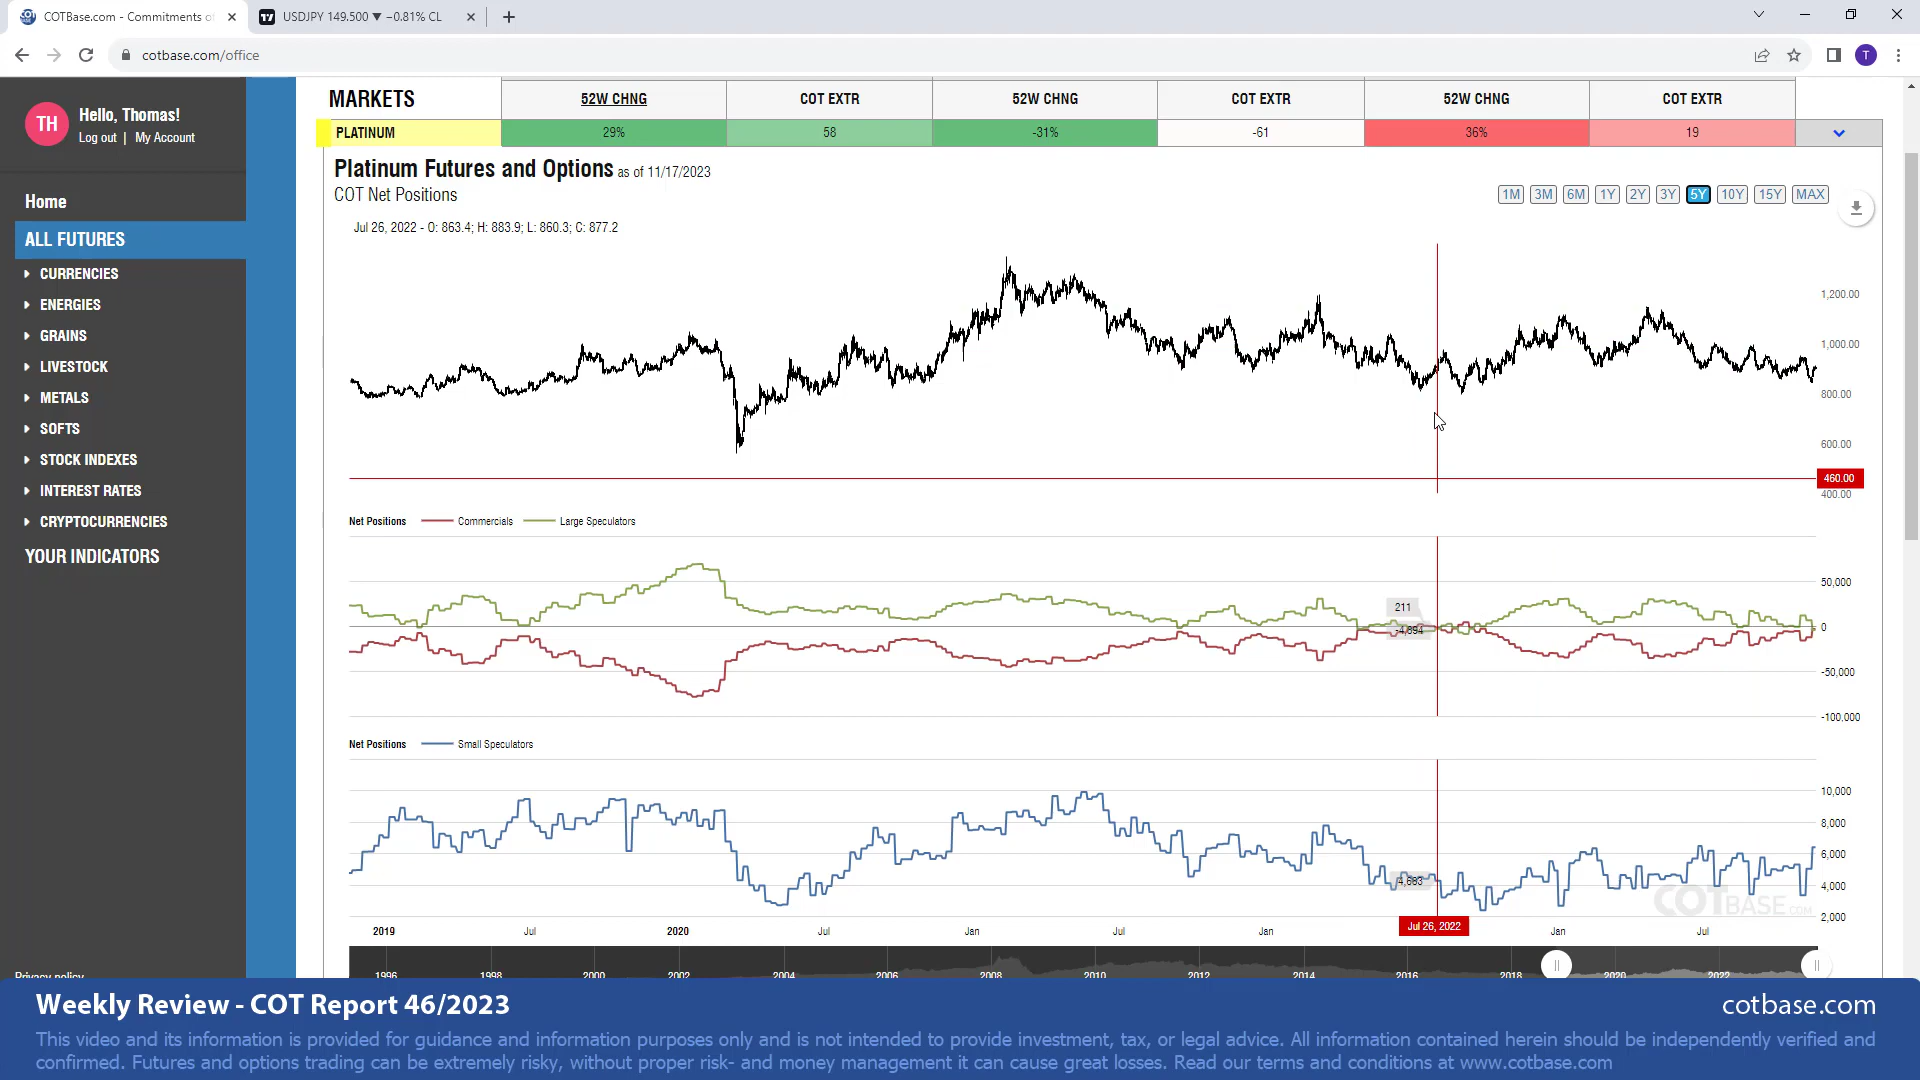 COTBase.com - Commitments of
USDJPY 149.500 ▼ −0.81% CL
cotbase.com/office
T
TH
Hello, Thomas!
Log out | My Account
Home
ALL FUTURES
CURRENCIES
ENERGIES
GRAINS
LIVESTOCK
METALS
SOFTS
STOCK INDEXES
INTEREST RATES
CRYPTOCURRENCIES
YOUR INDICATORS
Privacy policy
MARKETS 52W CHNG COT EXTR 52W CHNG COT EXTR 52W CHNG COT EXTR
PLATINUM 29% 58 -31% -61 36% 19
Platinum Futures and Options as of 11/17/2023
COT Net Positions
1M 3M 6M 1Y 2Y 3Y 5Y 10Y 15Y MAX
Jul 26, 2022 - O: 863.4; H: 883.9; L: 860.3; C: 877.2
1,200.00
1,000.00
800.00
600.00
460.00
400.00
Net Positions Commercials Large Speculators
50,000
211
0
-4,894
-50,000
-100,000
Net Positions Small Speculators
10,000
8,000
6,000
4,663
4,000
COTBASE.COM
2,000
2019 Jul 2020 Jul Jan Jul Jan Jul 26, 2022 Jan Jul
1996 1998 2000 2002 2004 2006 2008 2010 2012 2014 2016 2018 2020 2022
Weekly Review - COT Report 46/2023
cotbase.com
This video and its information is provided for guidance and information purposes only and is not intended to provide investment, tax, or legal advice. All information contained herein should be independently verified and
confirmed. Futures and options trading can be extremely risky, without proper risk- and money management it can cause great losses. Read our terms and conditions at www.cotbase.com